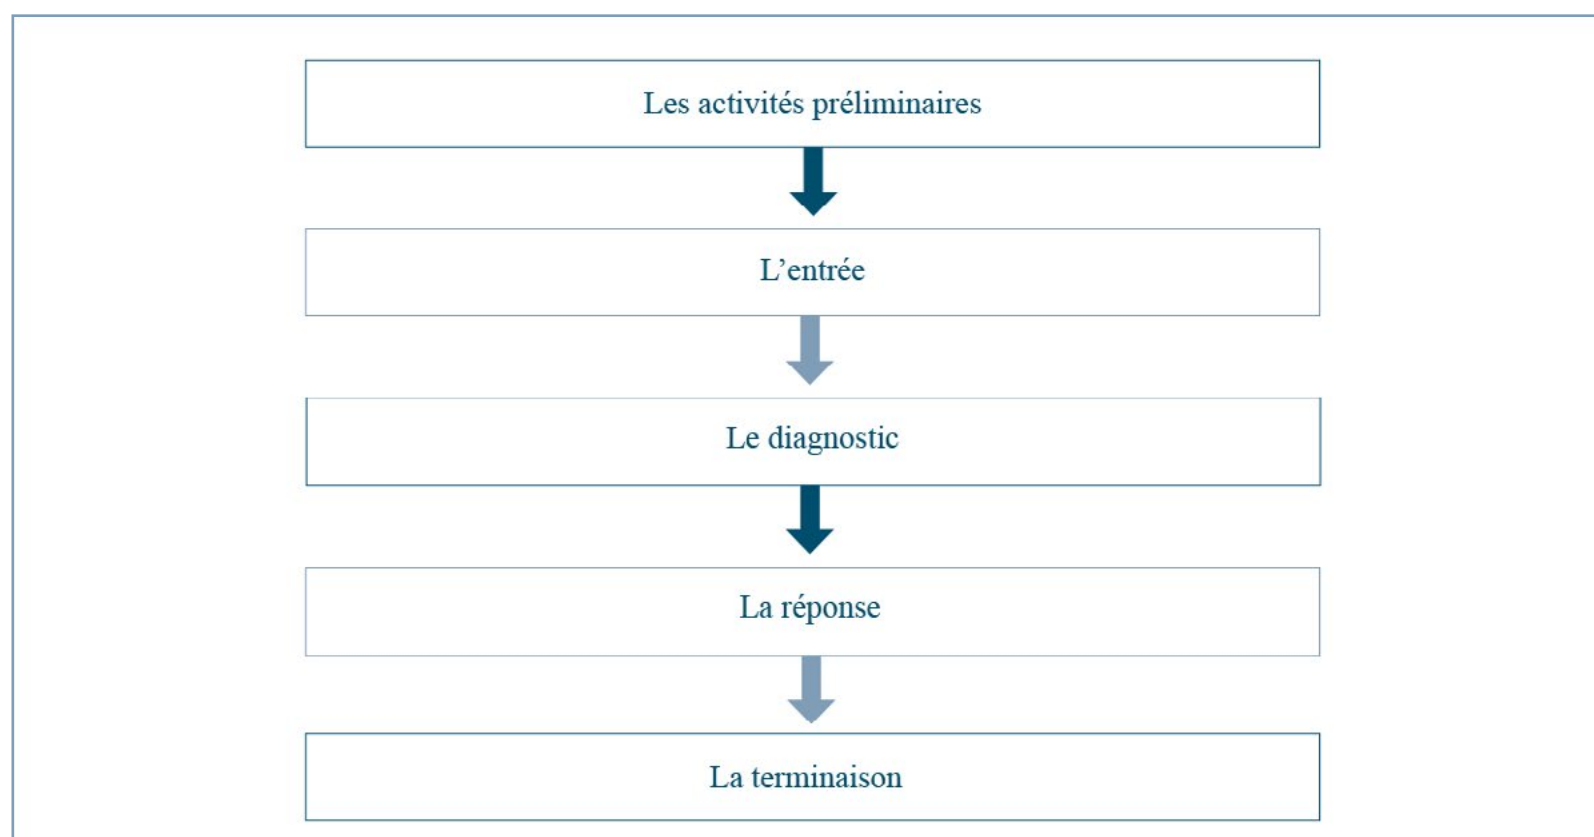 Les activités préliminaires
L’entrée
Le diagnostic
La réponse
La terminaison